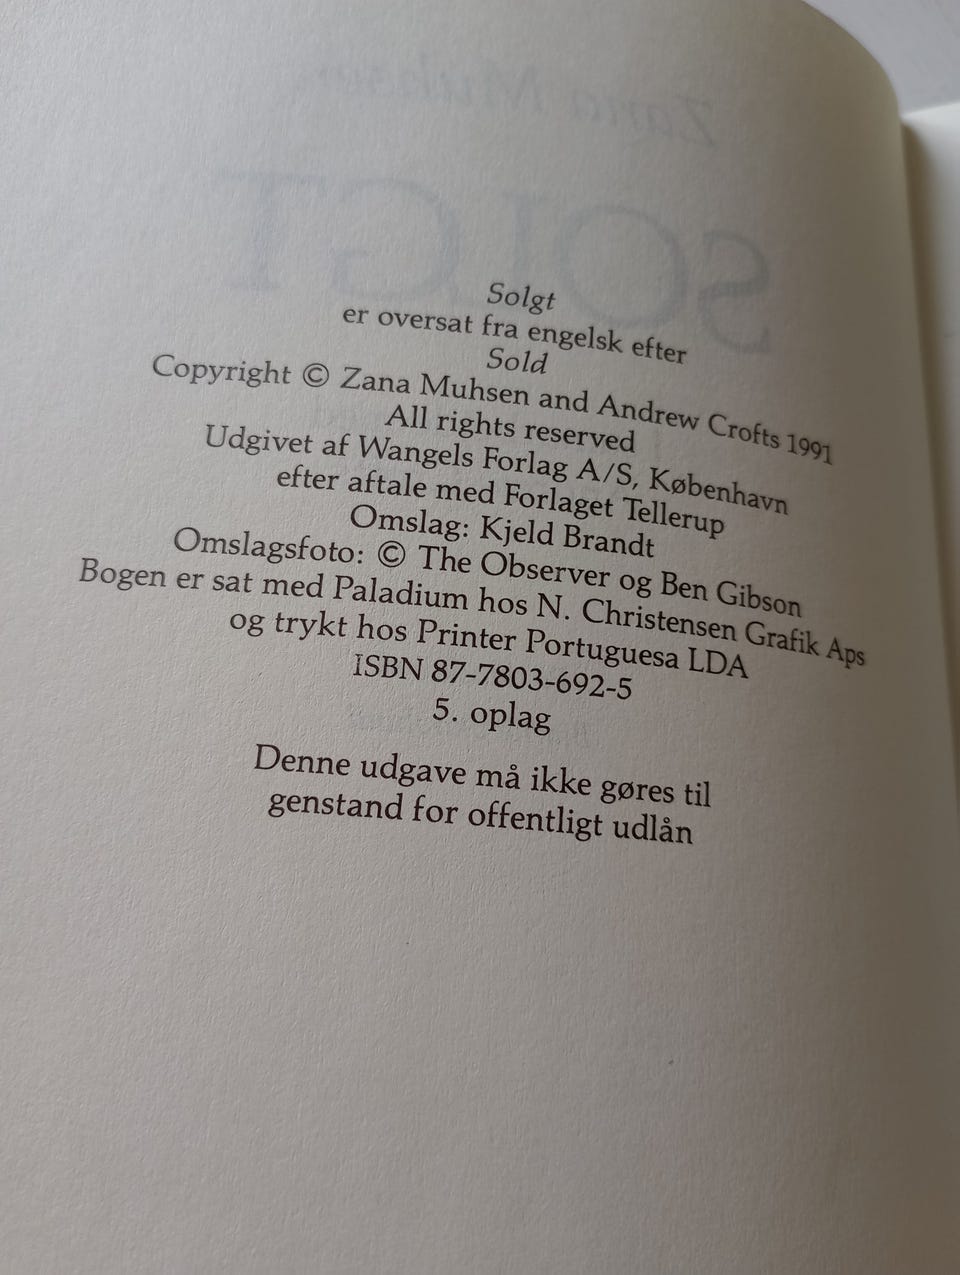 Solgt
er oversat fra engelsk efter
Sold
Copyright © Zana Muhsen and Andrew Crofts 1991
All rights reserved
Udgivet af Wangels Forlag A/S, København
efter aftale med Forlaget Tellerup
Omslag: Kjeld Brandt
Omslagsfoto: © The Observer og Ben Gibson
Bogen er sat med Paladium hos N. Christensen Grafik Aps
og trykt hos Printer Portuguesa LDA
ISBN 87-7803-692-5
5. oplag
Denne udgave må ikke gøres til
genstand for offentligt udlån